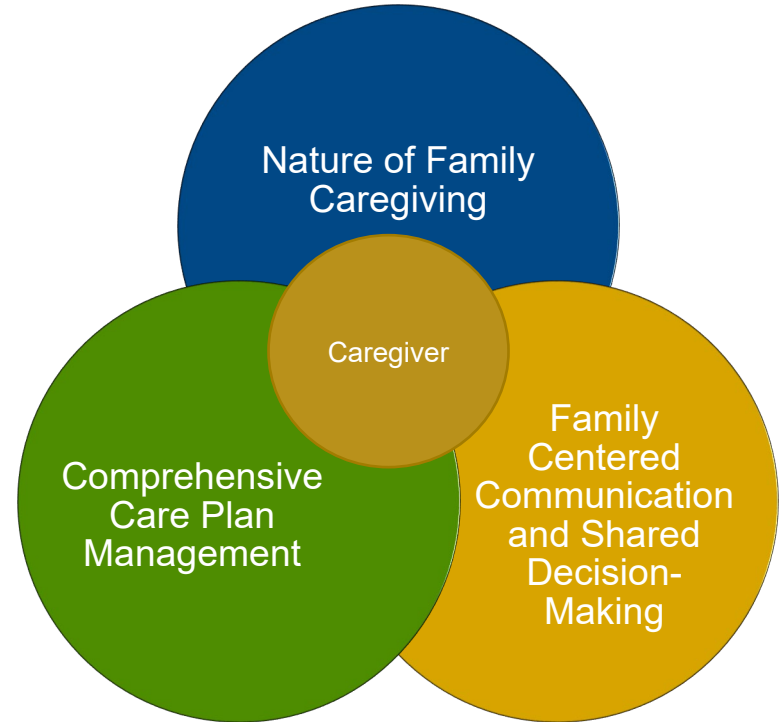 Nature of Family
Caregiving
Caregiver
Comprehensive
Care Plan
Management
Family
Centered
Communication
and Shared
Decision-
Making